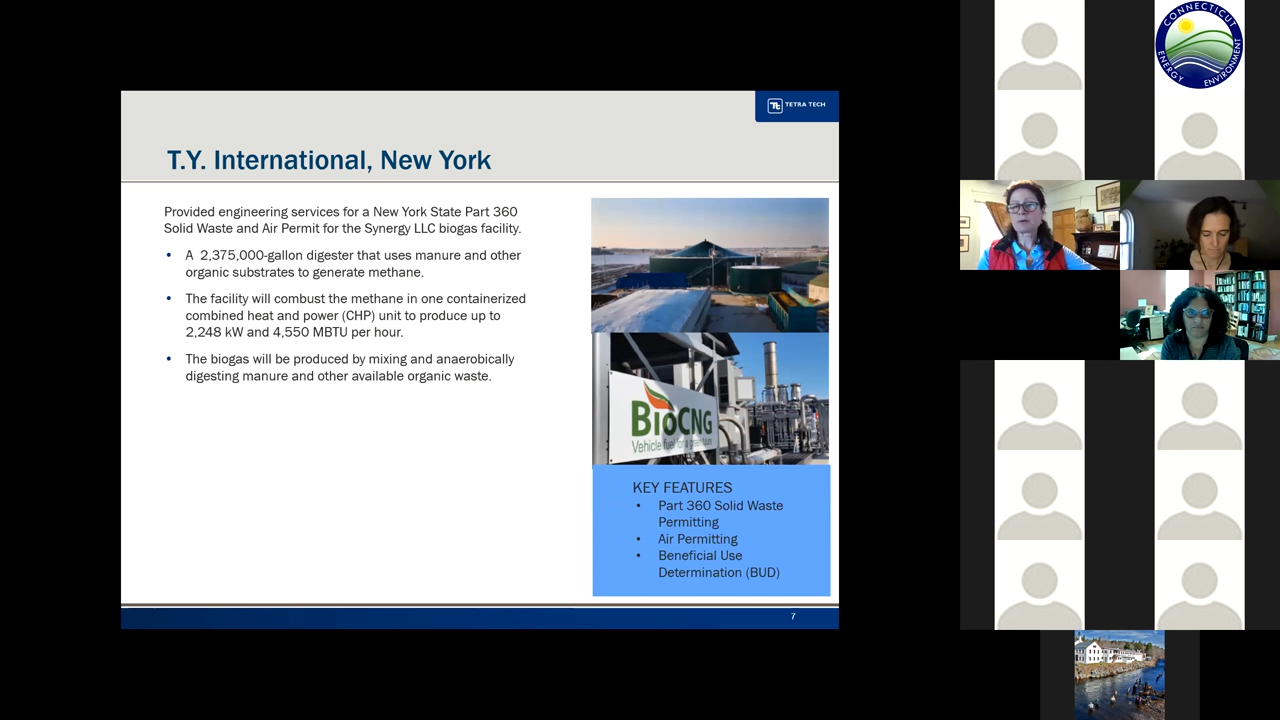 TETRA TECH
T.Y. International, New York
Provided engineering services for a New York State Part 360
Solid Waste and Air Permit for the Synergy LLC biogas facility.
• A 2,375,000-gallon digester that uses manure and other
organic substrates to generate methane.
• The facility will combust the methane in one containerized
combined heat and power (CHP) unit to produce up to
2,248 kW and 4,550 MBTU per hour.
• The biogas will be produced by mixing and anaerobically
digesting manure and other available organic waste.
BioCNG
Vehicle fuel for a green future
KEY FEATURES
• Part 360 Solid Waste
Permitting
• Air Permitting
• Beneficial Use
Determination (BUD)
7
CONNECTICUT
ENERGY ENVIRONMENT